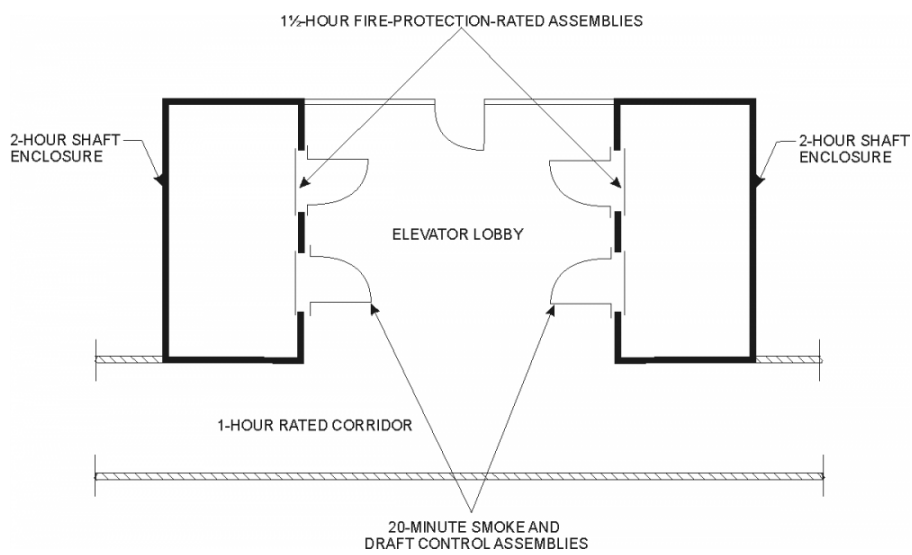 1½-HOUR FIRE-PROTECTION-RATED ASSEMBLIES
2-HOUR SHAFT
ENCLOSURE
2-HOUR SHAFT
ENCLOSURE
ELEVATOR LOBBY
1-HOUR RATED CORRIDOR
20-MINUTE SMOKE AND
DRAFT CONTROL ASSEMBLIES